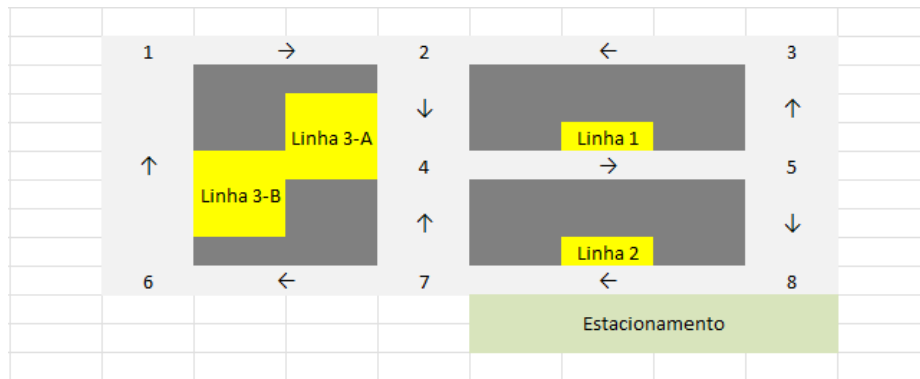 1 → 2 ← 3
↓ ↑
Linha 3-A Linha 1
↑ 4 → 5
Linha 3-B
↑ ↓
Linha 2
6 ← 7 ← 8
Estacionamento